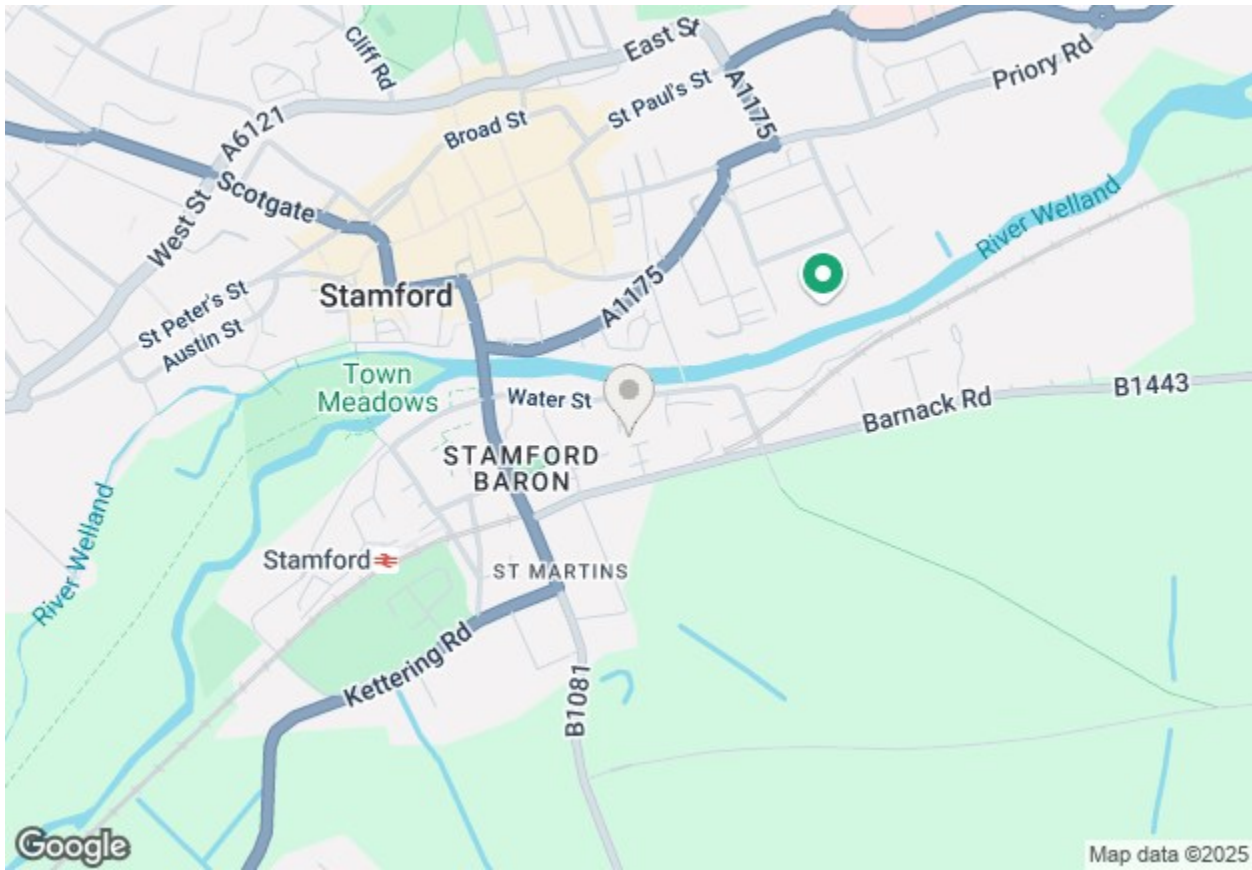 East St
Cliff Rd
A6121
Broad St
St Paul's St
A1175
Priory Rd
Scotgate
West St
River Welland
Stamford
St Peter's St
Austin St
A1175
Town
Meadows
Water St
Barnack Rd
B1443
STAMFORD
BARON
River Welland
Stamford
ST MARTINS
Kettering Rd
B1081
Google
Map data ©2025